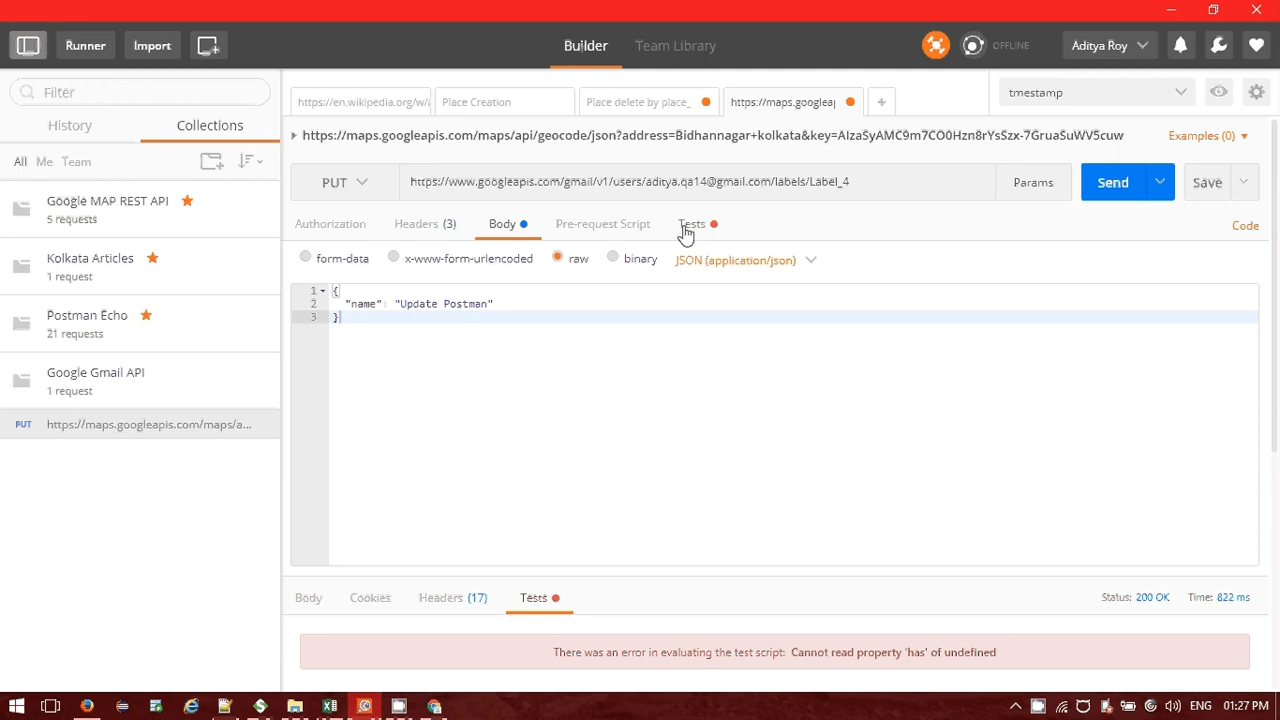 Runner
Import
Builder
Team Library
OFFLINE
Aditya Roy
Filter
https://en.wikipedia.org/w/a
Place Creation
Place delete by place_
https://maps.googleap
+
tmestamp
History
Collections
https://maps.googleapis.com/maps/api/geocode/json?address=Bidhannagar+kolkata&key=AIzaSyAMC9m7CO0Hzn8rYsSzx-7GruaSuWV5cuw
Examples (0)
All Me Team
PUT
https://www.googleapis.com/gmail/v1/users/aditya.qa14@gmail.com/labels/Label_4
Params
Send
Save
Google MAP REST API
5 requests
Authorization
Headers (3)
Body
Pre-request Script
Tests
Code
Kolkata Articles
1 request
form-data
x-www-form-urlencoded
raw
binary
JSON (application/json)
1 {
2 "name": "Update Postman"
3 }
Postman Echo
21 requests
Google Gmail API
1 request
PUT https://maps.googleapis.com/maps/a...
Body
Cookies
Headers (17)
Tests
Status: 200 OK
Time: 822 ms
There was an error in evaluating the test script: Cannot read property 'has' of undefined
ENG
01:27 PM